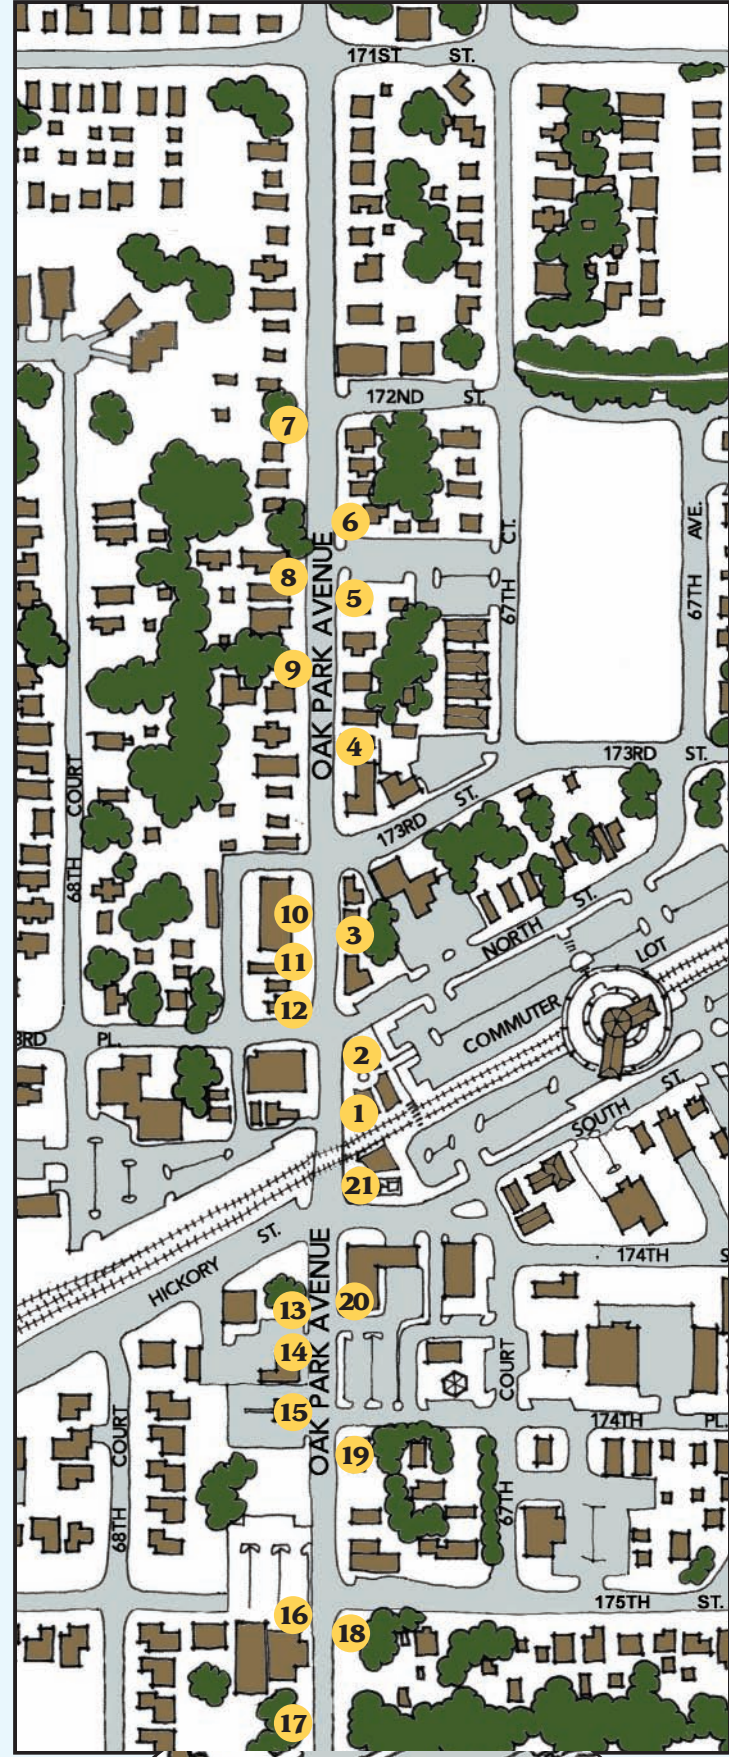 171ST ST.
172ND ST.
7
6
OAK PARK AVENUE
67TH CT.
67TH AVE.
8
5
9
4
173RD ST.
173RD ST.
68TH COURT
10
3
NORTH ST.
11
12
COMMUTER LOT
3RD PL.
2
1
SOUTH ST.
21
HICKORY ST.
174TH S
OAK PARK AVENUE
13
20
14
67TH COURT
15
174TH PL.
68TH COURT
19
175TH ST.
16
18
17